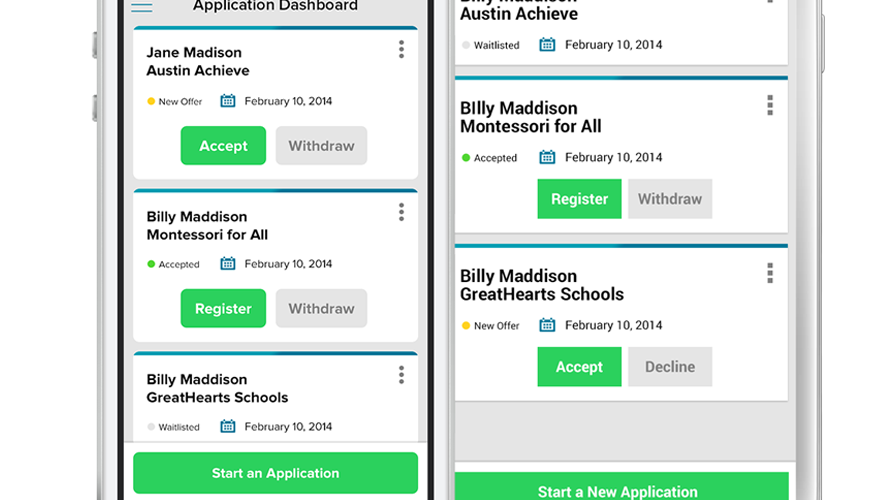 Application Dashboard
Jane Madison
Austin Achieve
New Offer
February 10, 2014
Accept
Withdraw
Billy Maddison
Montessori for All
Accepted
February 10, 2014
Register
Withdraw
Billy Maddison
GreatHearts Schools
Waitlisted
February 10, 2014
Start an Application
Billy Maddison
Austin Achieve
Waitlisted
February 10, 2014
BIlly Maddison
Montessori for All
Accepted
February 10, 2014
Register
Withdraw
Billy Maddison
GreatHearts Schools
New Offer
February 10, 2014
Accept
Decline
Start a New Application